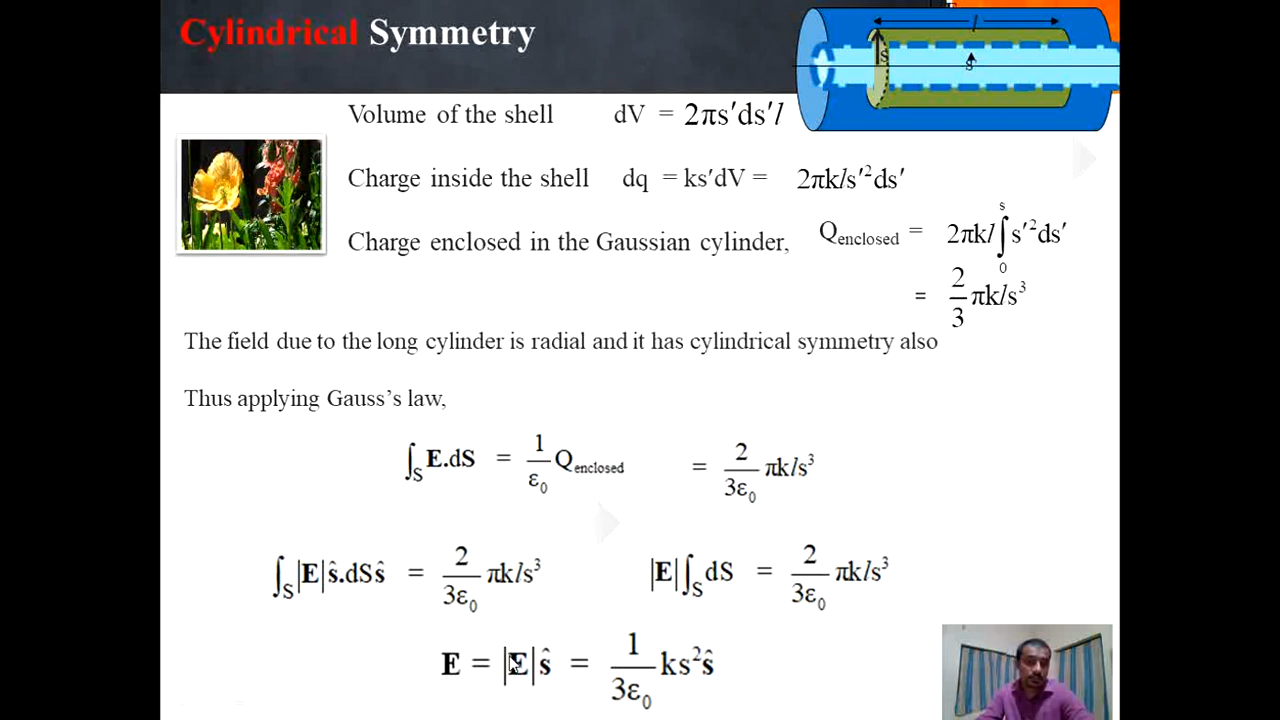 Cylindrical Symmetry
l
s
s'
Volume of the shell dV = 2πs′ds′l
Charge inside the shell dq = ks′dV = 2πkls′²ds′
Charge enclosed in the Gaussian cylinder, Q_enclosed = 2πkl∫₀ˢ s′²ds′
= 2/3 πkls³
The field due to the long cylinder is radial and it has cylindrical symmetry also
Thus applying Gauss's law,
∫_S E.dS = 1/ε₀ Q_enclosed = 2/3ε₀ πkls³
∫_S |E|ŝ.dSŝ = 2/3ε₀ πkls³ |E|∫_S dS = 2/3ε₀ πkls³
E = |E|ŝ = 1/3ε₀ ks²ŝ